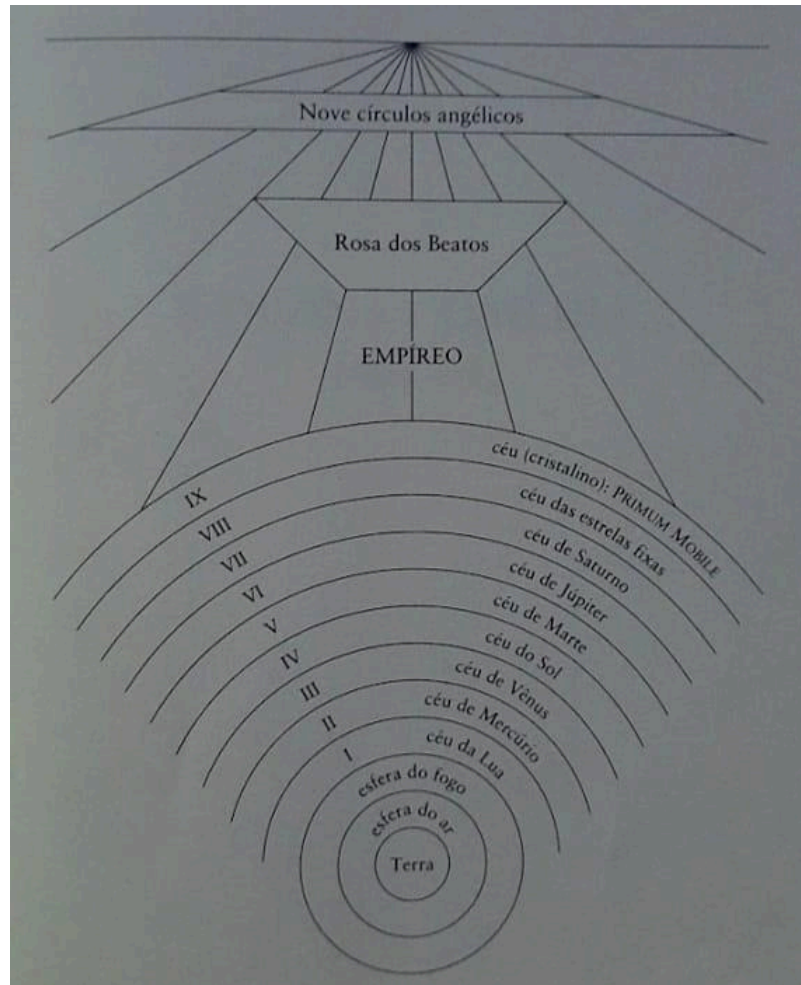 Nove círculos angélicos
Rosa dos Beatos
EMPÍREO
IX
céu (cristalino): PRIMUM MOBILE
VIII
céu das estrelas fixas
VII
céu de Saturno
VI
céu de Júpiter
V
céu de Marte
IV
céu do Sol
III
céu de Vênus
II
céu de Mercúrio
I
céu da Lua
esfera do fogo
esfera do ar
Terra